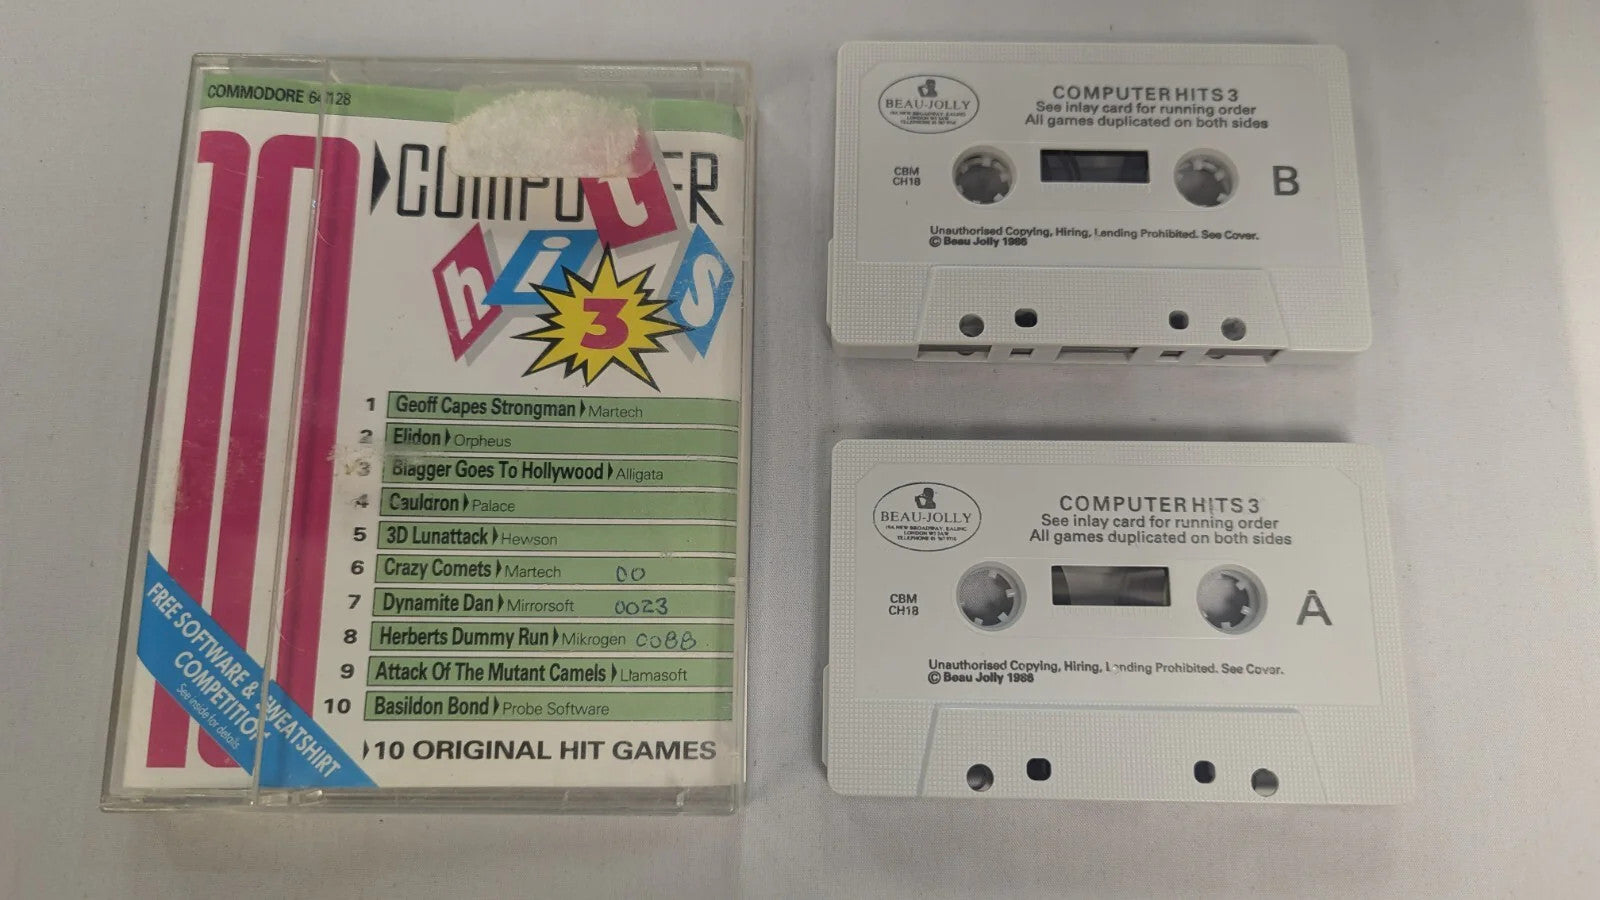 COMMODORE 64/128
10
COMPUTER
hits
3
1 Geoff Capes Strongman Martech
2 Elidon Orpheus
3 Blagger Goes To Hollywood Alligata
4 Cauldron Palace
5 3D Lunattack Hewson
6 Crazy Comets Martech 00
7 Dynamite Dan Mirrorsoft 0023
8 Herberts Dummy Run Mikrogen 0088
9 Attack Of The Mutant Camels Llamasoft
10 Basildon Bond Probe Software
10 ORIGINAL HIT GAMES
FREE SOFTWARE & SWEATSHIRT
COMPETITION
See inside for details
BEAU-JOLLY
COMPUTER HITS 3
See inlay card for running order
All games duplicated on both sides
CBM
CH18
B
Unauthorised Copying, Hiring, Lending Prohibited. See Cover.
© Beau Jolly 1986
BEAU-JOLLY
COMPUTER HITS 3
See inlay card for running order
All games duplicated on both sides
CBM
CH18
A
Unauthorised Copying, Hiring, Lending Prohibited. See Cover.
© Beau Jolly 1986